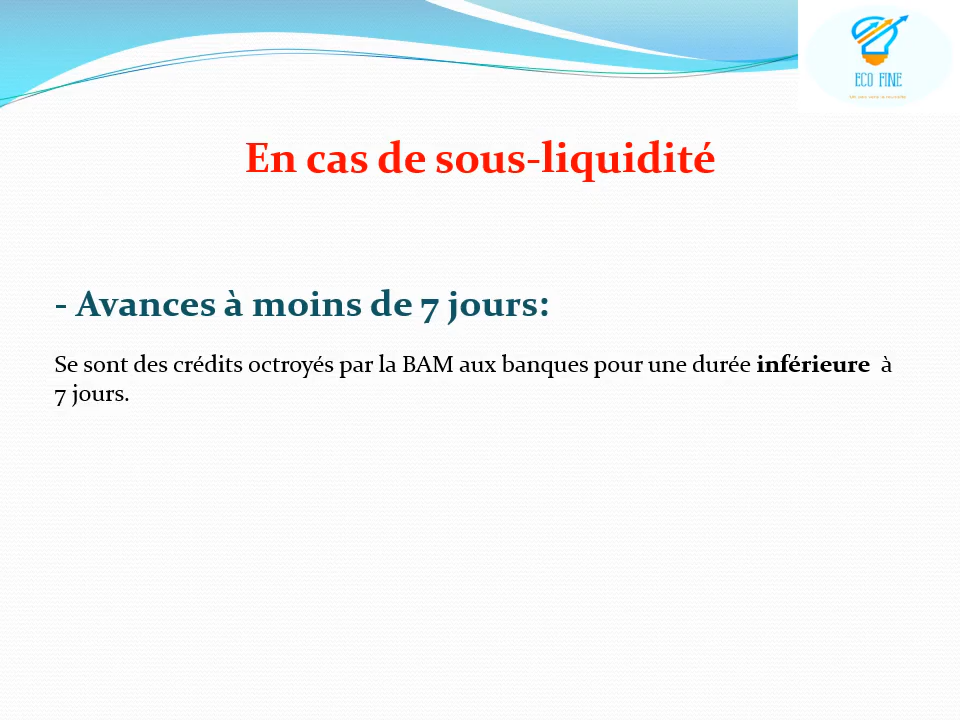 ECO FINE
En cas de sous-liquidité
- Avances à moins de 7 jours:
Se sont des crédits octroyés par la BAM aux banques pour une durée inférieure à
7 jours.